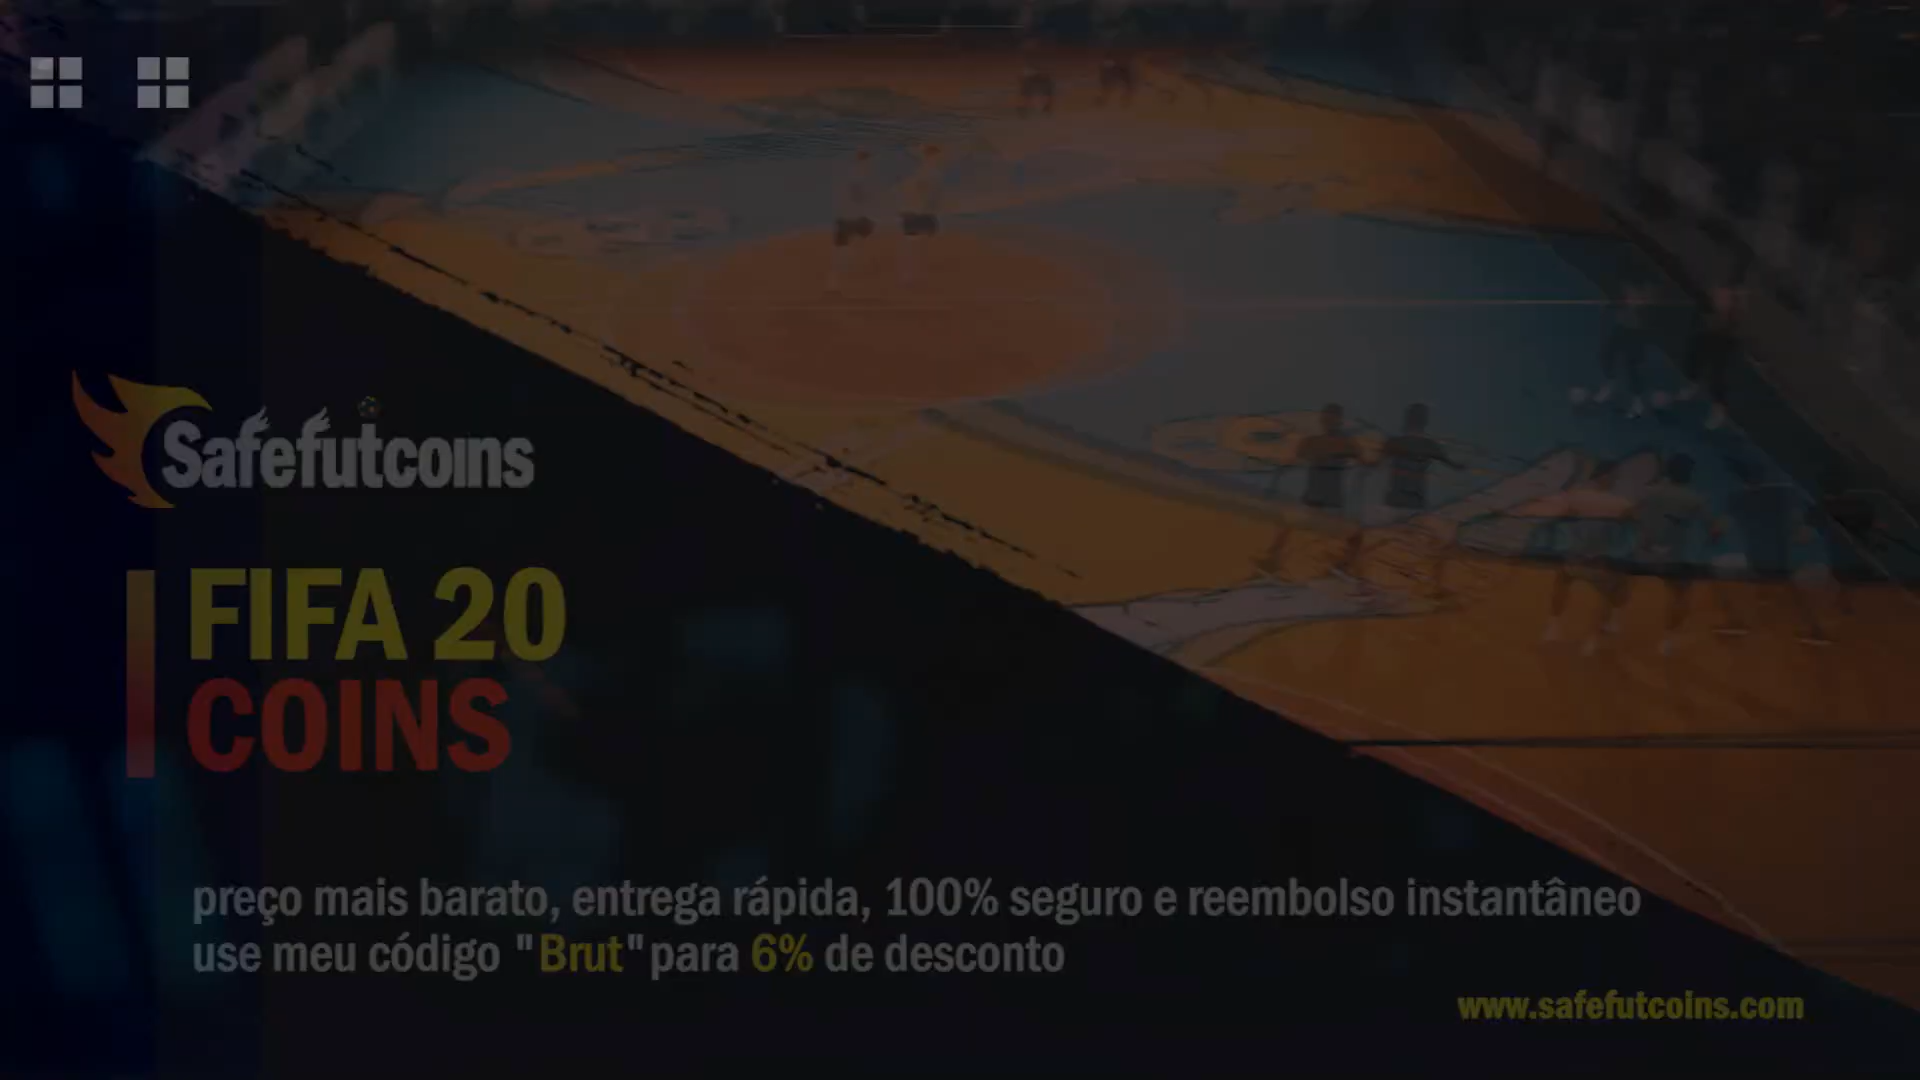 Safefutcoins
FIFA 20
COINS
preço mais barato, entrega rápida, 100% seguro e reembolso instantâneo
use meu código "Brut" para 6% de desconto
www.safefutcoins.com